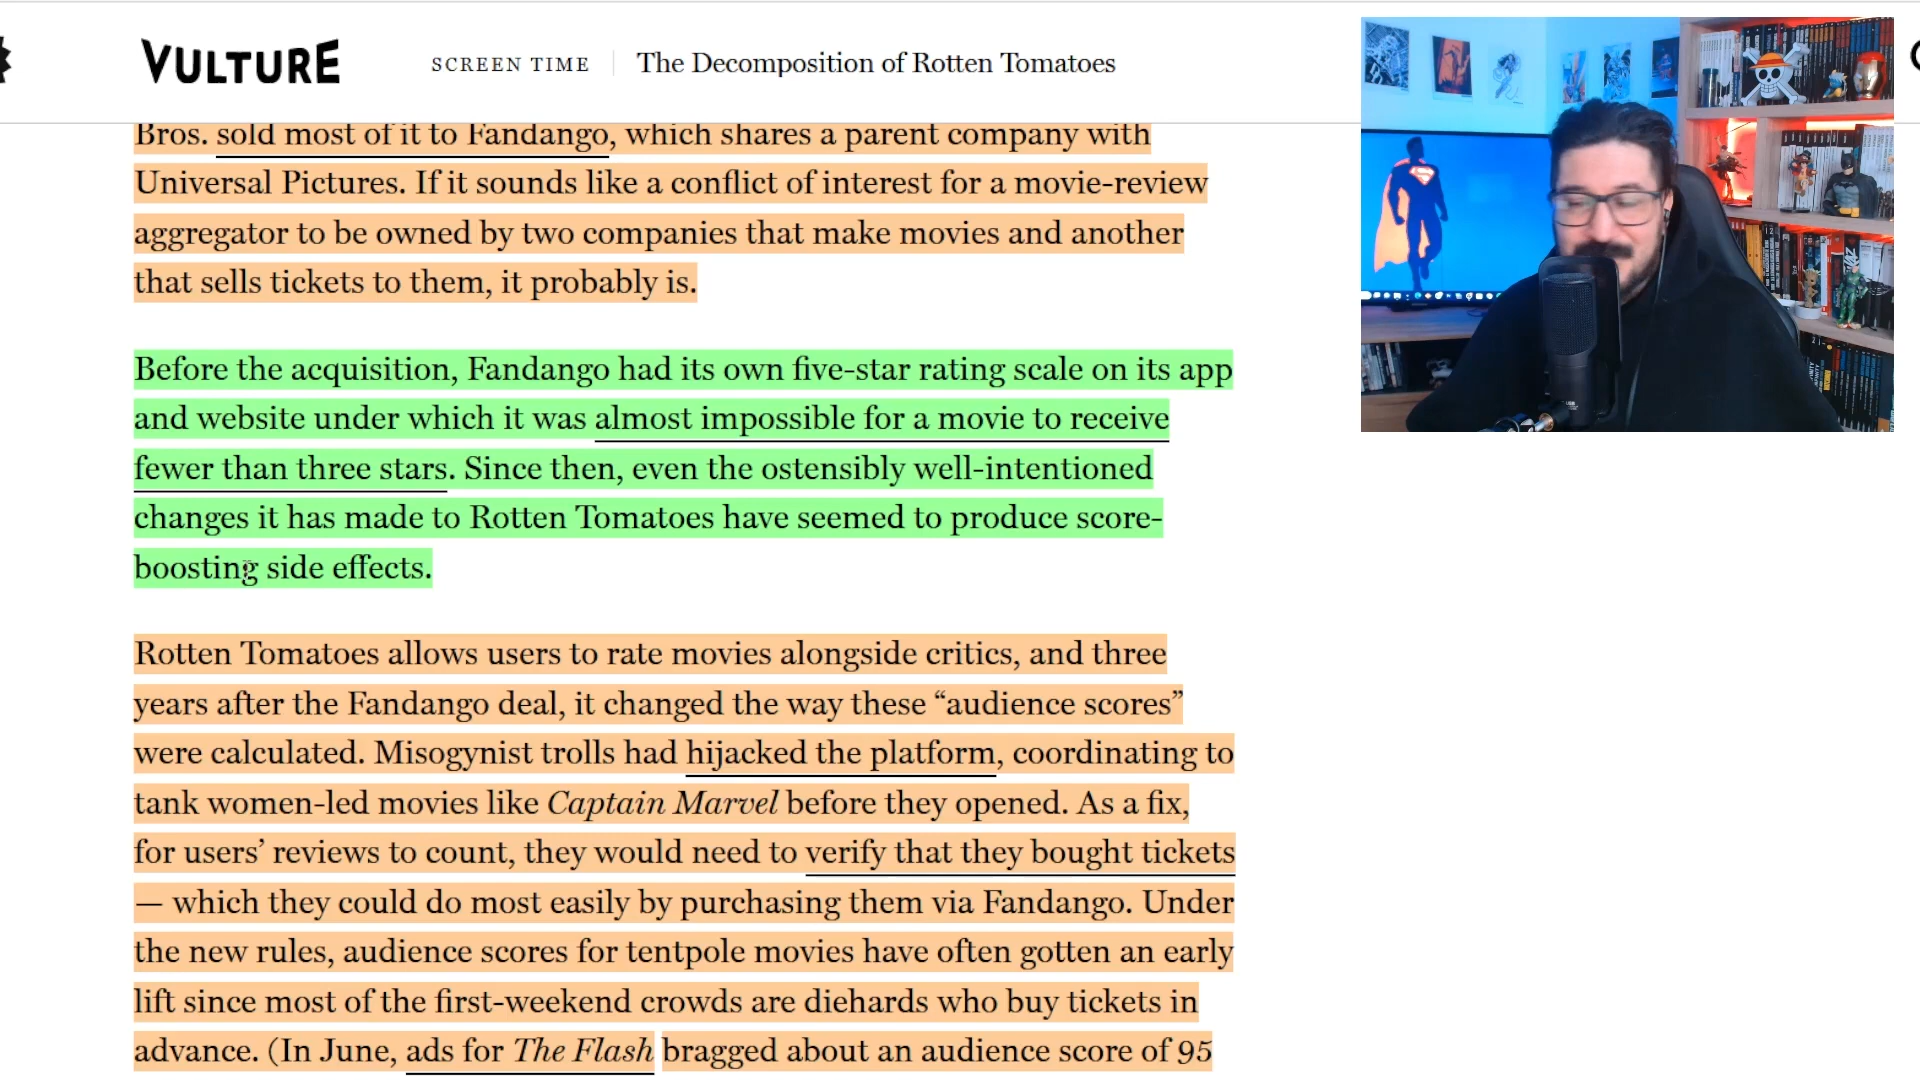 VULTURE
SCREEN TIME
The Decomposition of Rotten Tomatoes
Bros. sold most of it to Fandango, which shares a parent company with
Universal Pictures. If it sounds like a conflict of interest for a movie-review
aggregator to be owned by two companies that make movies and another
that sells tickets to them, it probably is.
Before the acquisition, Fandango had its own five-star rating scale on its app
and website under which it was almost impossible for a movie to receive
fewer than three stars. Since then, even the ostensibly well-intentioned
changes it has made to Rotten Tomatoes have seemed to produce score-
boosting side effects.
Rotten Tomatoes allows users to rate movies alongside critics, and three
years after the Fandango deal, it changed the way these “audience scores”
were calculated. Misogynist trolls had hijacked the platform, coordinating to
tank women-led movies like Captain Marvel before they opened. As a fix,
for users’ reviews to count, they would need to verify that they bought tickets
— which they could do most easily by purchasing them via Fandango. Under
the new rules, audience scores for tentpole movies have often gotten an early
lift since most of the first-weekend crowds are diehards who buy tickets in
advance. (In June, ads for The Flash bragged about an audience score of 95